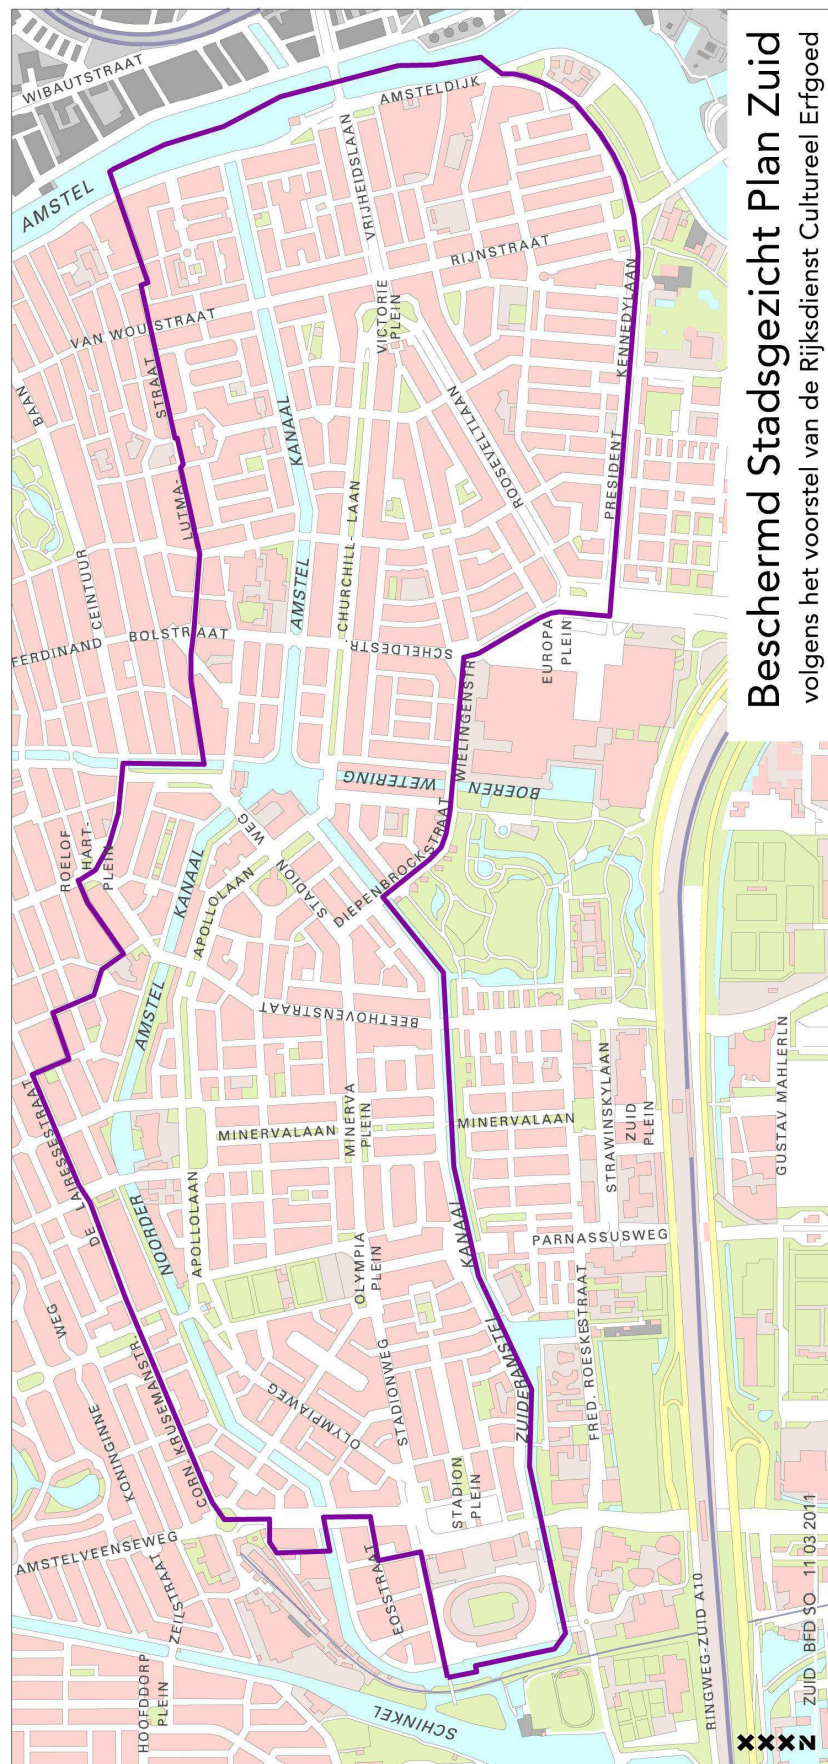 Beschermd Stadsgezicht Plan Zuid
volgens het voorstel van de Rijksdienst Cultureel Erfgoed
WIBAUTSTRAAT
AMSTEL
AMSTELDIJK
VRIJHEIDSLAAN
RIJNSTRAAT
VICTORIE
PLEIN
VAN WOUSTRAAT
KENNEDYLAAN
PRESIDENT
ROOSEVELTLAAN
BAAN
CEINTUUR
STRAAT
LUTMA-
KANAAL
AMSTEL
CHURCHILL-
LAAN
FERDINAND
BOLSTRAAT
SCHELDESTR.
EUROPA
PLEIN
WIELINGENSTR.
BOEREN
WETERING
ROELOF
HART-
PLEIN
KANAAL
AMSTEL
NOORDER
APOLLOLAAN
STADION
WEG
DIEPENBROCKSTRAAT
BEETHOVENSTRAAT
DE LAIRESSESTRAAT
MINERVALAAN
MINERVA
PLEIN
MINERVALAAN
STRAWINSKYLAAN
ZUID
PLEIN
GUSTAV MAHLERLN
APOLLOLAAN
OLYMPIA
PLEIN
PARNASSUSWEG
KANAAL
ZUIDERAMSTEL
FRED. ROESKESTRAAT
WEG
KONINGINNE
CORN. KRUSEMANSTR.
OLYMPIAWEG
STADIONWEG
STADION
PLEIN
AMSTELVEENSEWEG
ZEILSTRAAT
HOOFDDORP
PLEIN
EOSSTRAAT
SCHINKEL
RINGWEG-ZUID A10
XXXZ
ZUID BFD SO 11 03 2011